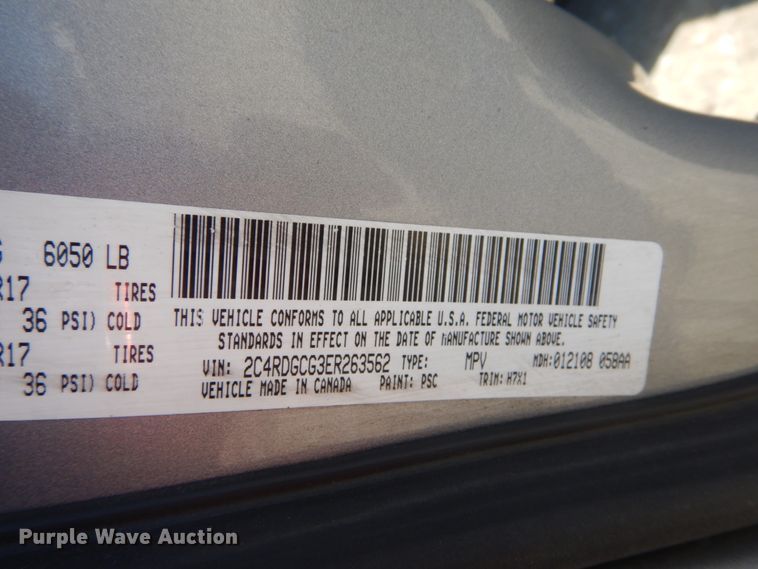 6050 LB
R17 TIRES
36 PSI) COLD
R17 TIRES
36 PSI) COLD
THIS VEHICLE CONFORMS TO ALL APPLICABLE U.S.A. FEDERAL MOTOR VEHICLE SAFETY
STANDARDS IN EFFECT ON THE DATE OF MANUFACTURE SHOWN ABOVE.
VIN: 2C4RDGCG3ER263562 TYPE: MPV MDH:012108 058AA
VEHICLE MADE IN CANADA PAINT: PSC TRIM: H7X1
Purple Wave Auction